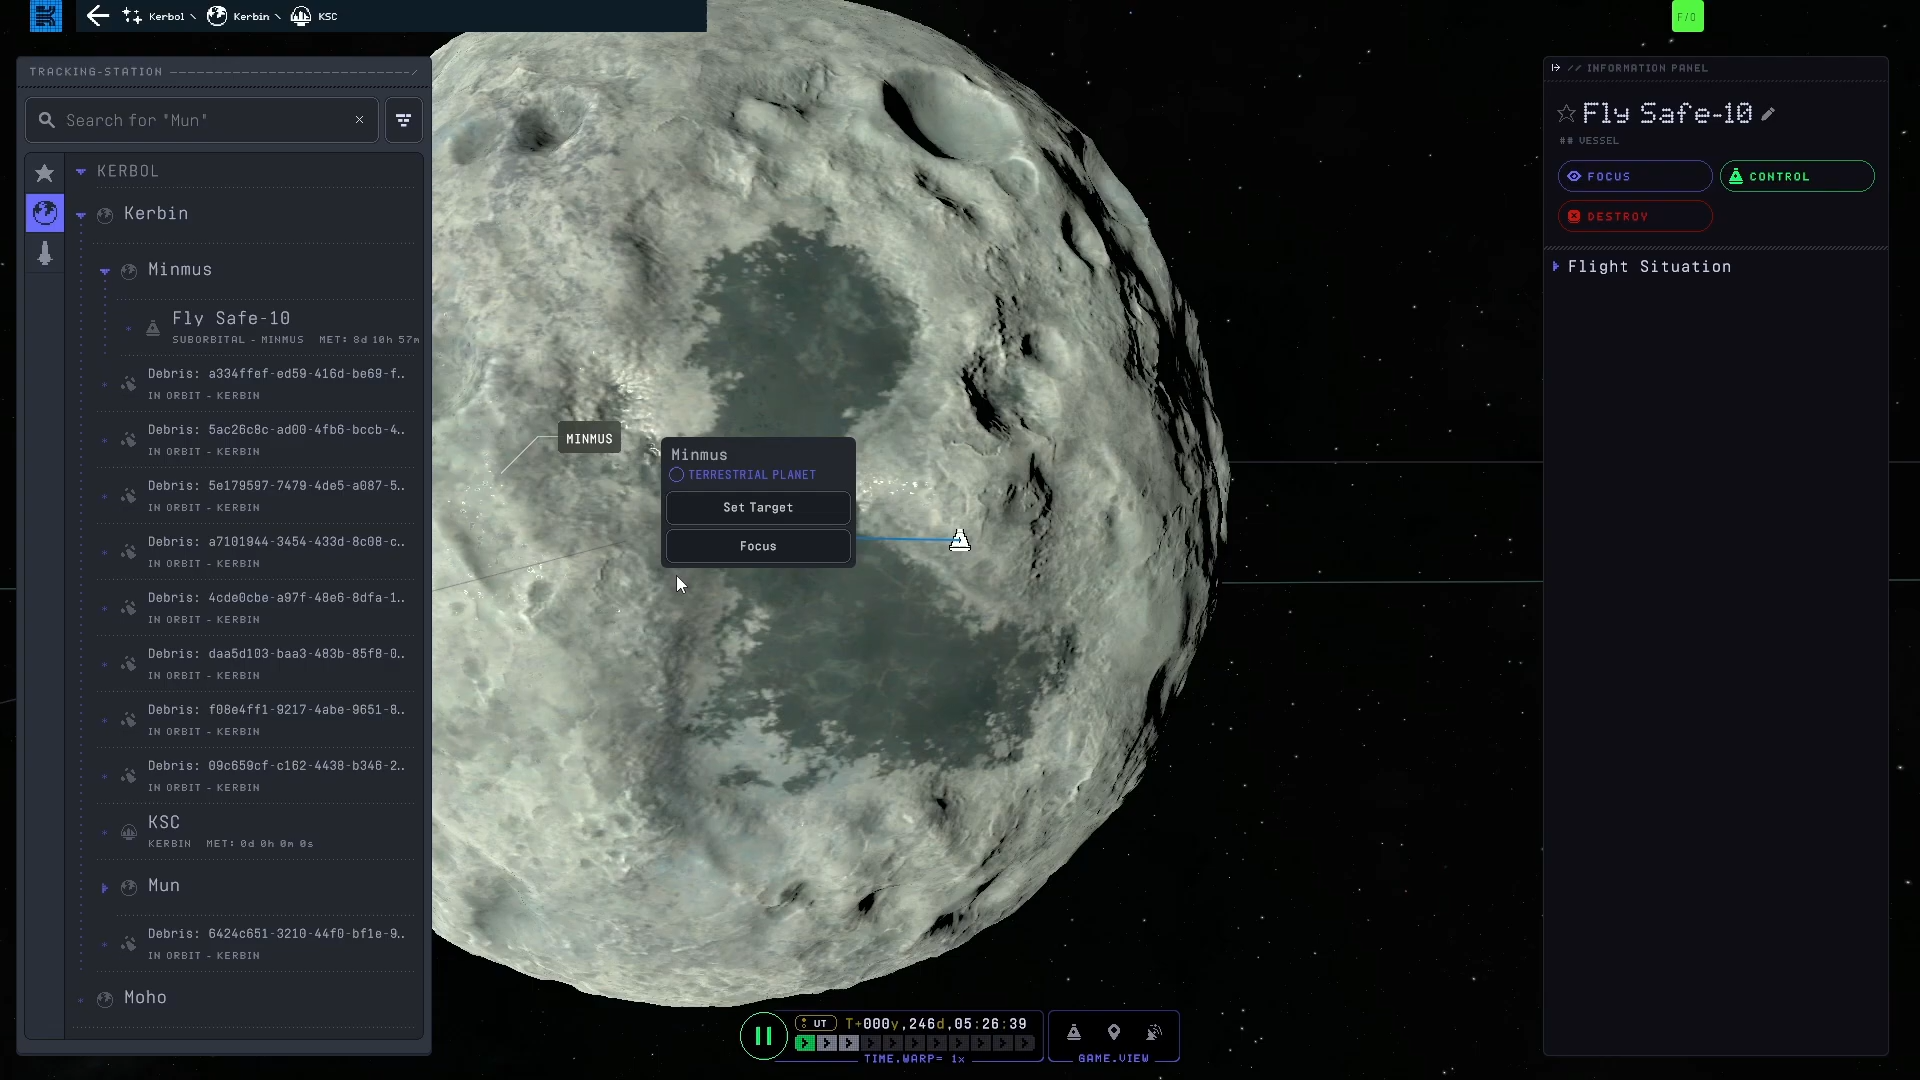 Kerbol
Kerbin
KSC
F/O
TRACKING-STATION
Search for "Mun"
KERBOL
Kerbin
Minmus
Fly Safe-10
SUBORBITAL - MINMUS MET: 8d 10h 57m
Debris: a334ffef-ed59-416d-be69-f..
IN ORBIT - KERBIN
Debris: 5ac26c8c-ad00-4fb6-bccb-4..
IN ORBIT - KERBIN
Debris: 5e179597-7479-4de5-a087-5..
IN ORBIT - KERBIN
Debris: a7101944-3454-433d-8c08-c..
IN ORBIT - KERBIN
Debris: 4cde0cbe-a97f-48e6-8dfa-1..
IN ORBIT - KERBIN
Debris: daa5d103-baa3-483b-85f8-0..
IN ORBIT - KERBIN
Debris: f08e4ff1-9217-4abe-9651-8..
IN ORBIT - KERBIN
Debris: 09c659cf-c162-4438-b346-2..
IN ORBIT - KERBIN
KSC
KERBIN MET: 0d 0h 0m 0s
Mun
Debris: 6424c651-3210-44f0-bf1e-9..
IN ORBIT - KERBIN
Moho
MINMUS
Minmus
TERRESTRIAL PLANET
Set Target
Focus
UT T+000y,246d,05:26:39
TIME.WARP= 1x
GAME.VIEW
// INFORMATION PANEL
Fly Safe-10
## VESSEL
FOCUS
CONTROL
DESTROY
Flight Situation